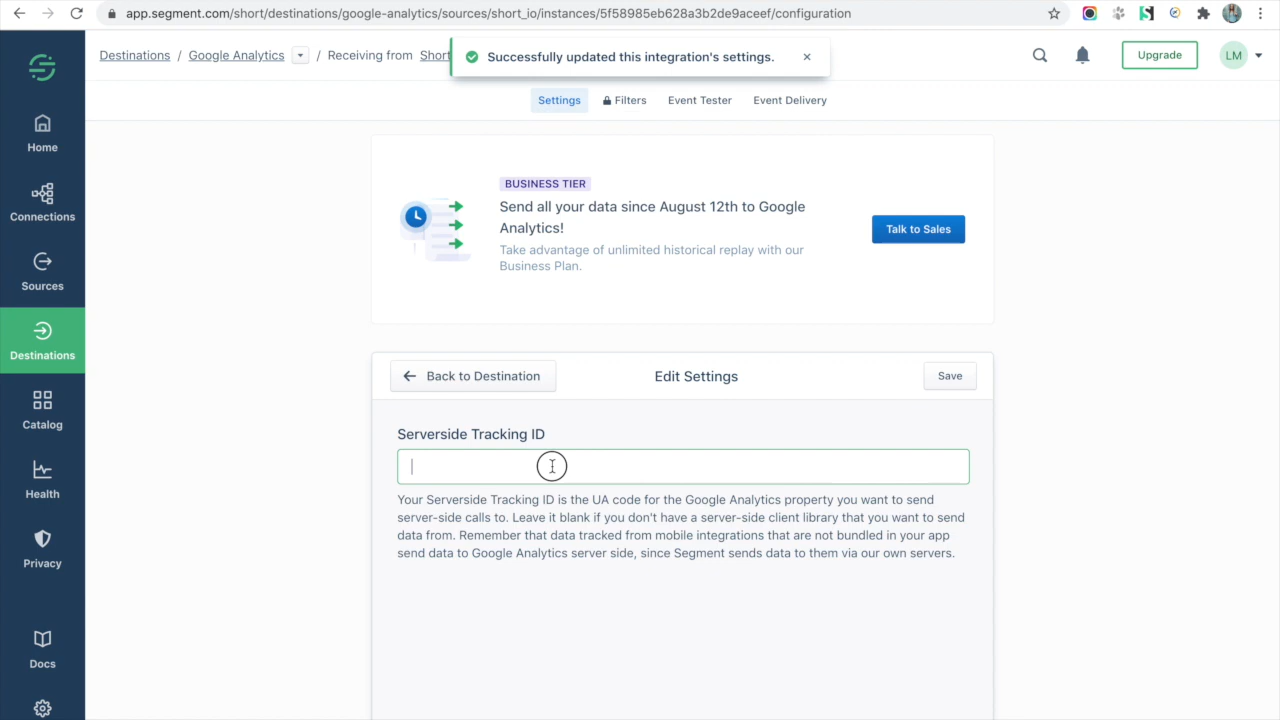 app.segment.com/short/destinations/google-analytics/sources/short_io/instances/5f58985eb628a3b2de9aceef/configuration
Destinations / Google Analytics / Receiving from Short
Successfully updated this integration's settings.
Upgrade
LM
Settings Filters Event Tester Event Delivery
Home
Connections
Sources
Destinations
Catalog
Health
Privacy
Docs
BUSINESS TIER
Send all your data since August 12th to Google
Analytics!
Take advantage of unlimited historical replay with our
Business Plan.
Talk to Sales
Back to Destination
Edit Settings
Save
Serverside Tracking ID
Your Serverside Tracking ID is the UA code for the Google Analytics property you want to send
server-side calls to. Leave it blank if you don't have a server-side client library that you want to send
data from. Remember that data tracked from mobile integrations that are not bundled in your app
send data to Google Analytics server side, since Segment sends data to them via our own servers.